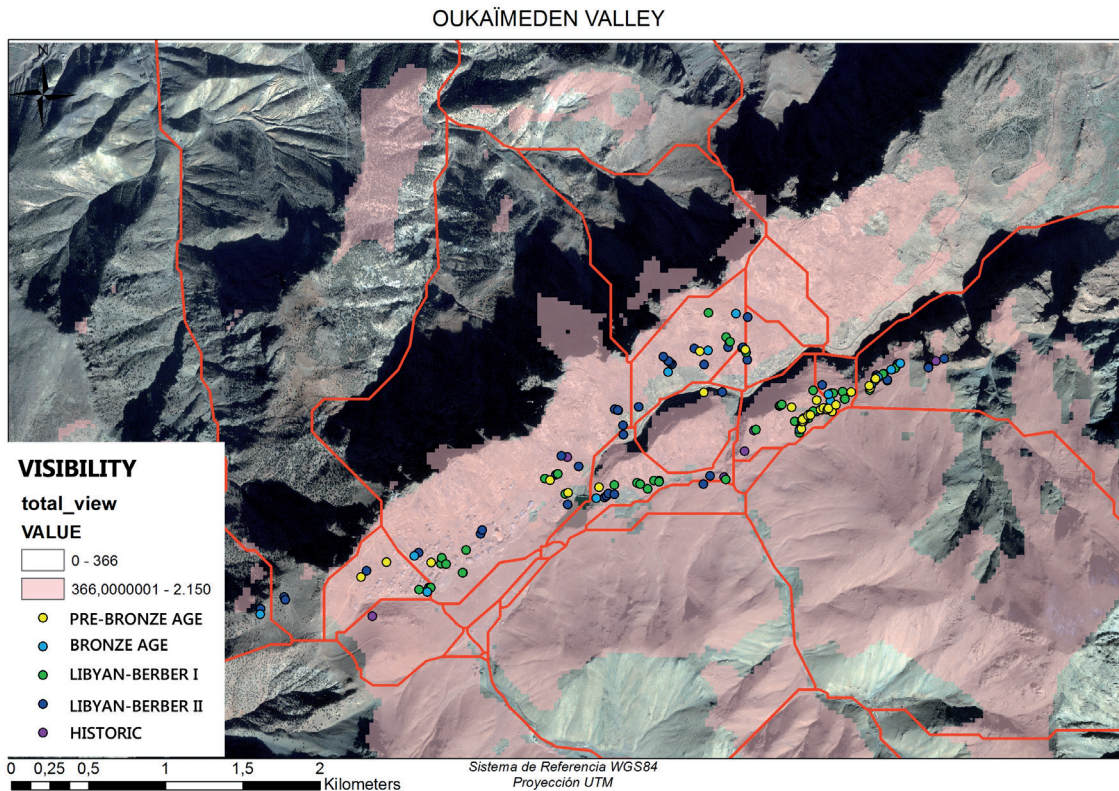 OUKAÏMEDEN VALLEY
N
VISIBILITY
total_view
VALUE
0 - 366
366,0000001 - 2.150
PRE-BRONZE AGE
BRONZE AGE
LIBYAN-BERBER I
LIBYAN-BERBER II
HISTORIC
0 0,25 0,5 1 1,5 2
Kilometers
Sistema de Referencia WGS84
Proyección UTM